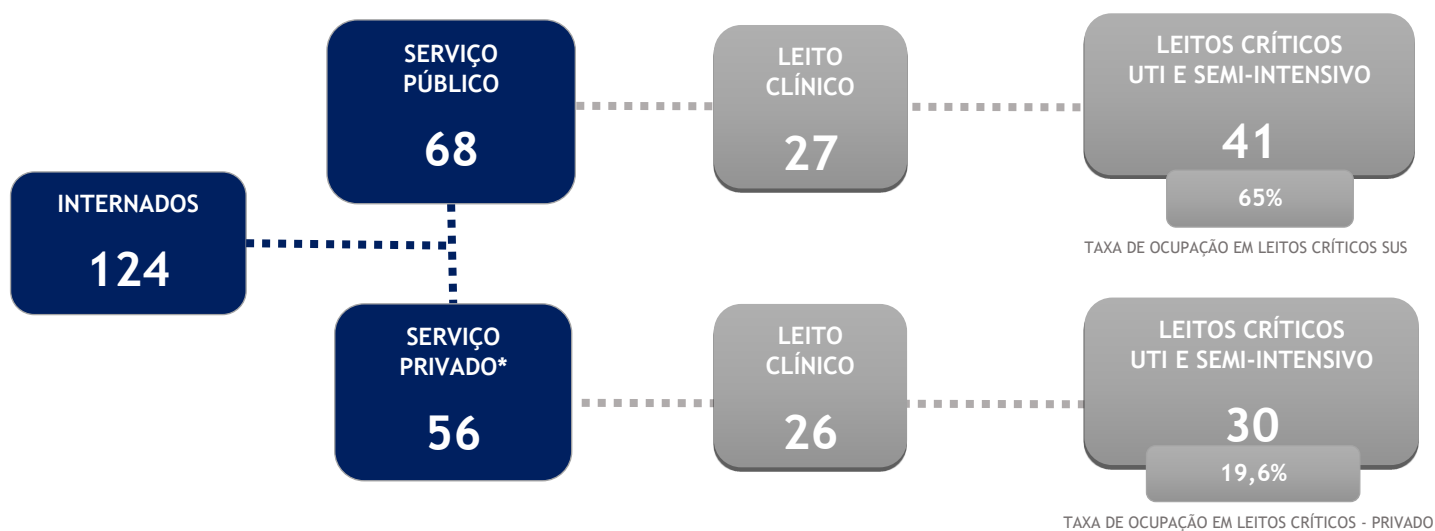 INTERNADOS
124
SERVIÇO
PÚBLICO
68
LEITO
CLÍNICO
27
LEITOS CRÍTICOS
UTI E SEMI-INTENSIVO
41
65%
TAXA DE OCUPAÇÃO EM LEITOS CRÍTICOS SUS
SERVIÇO
PRIVADO*
56
LEITO
CLÍNICO
26
LEITOS CRÍTICOS
UTI E SEMI-INTENSIVO
30
19,6%
TAXA DE OCUPAÇÃO EM LEITOS CRÍTICOS - PRIVADO